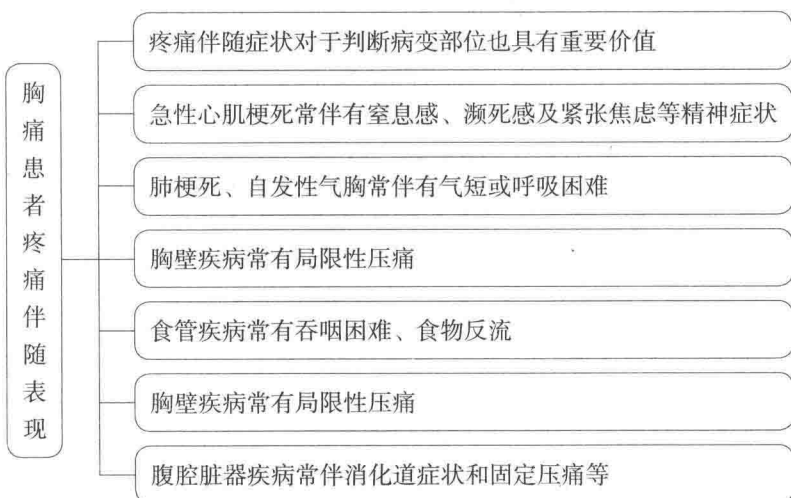 胸痛患者疼痛伴随表现
疼痛伴随症状对于判断病变部位也具有重要价值
急性心肌梗死常伴有窒息感、濒死感及紧张焦虑等精神症状
肺梗死、自发性气胸常伴有气短或呼吸困难
胸壁疾病常有局限性压痛
食管疾病常有吞咽困难、食物反流
胸壁疾病常有局限性压痛
腹腔脏器疾病常伴消化道症状和固定压痛等